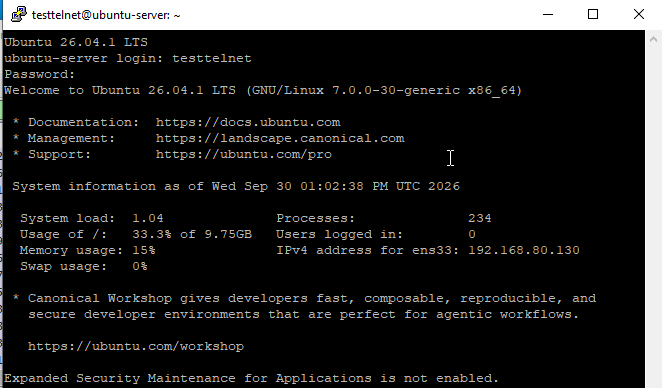 testtelnet@ubuntu-server: ~
Ubuntu 26.04.1 LTS
ubuntu-server login: testtelnet
Password:
Welcome to Ubuntu 26.04.1 LTS (GNU/Linux 7.0.0-30-generic x86_64)
* Documentation:  https://docs.ubuntu.com
* Management:     https://landscape.canonical.com
* Support:        https://ubuntu.com/pro
System information as of Wed Sep 30 01:02:38 PM UTC 2026
System load:  1.04              Processes:              234
Usage of /:   33.3% of 9.75GB   Users logged in:        0
Memory usage: 15%               IPv4 address for ens33: 192.168.80.130
Swap usage:   0%
* Canonical Workshop gives developers fast, composable, reproducible, and
secure developer environments that are perfect for agentic workflows.
https://ubuntu.com/workshop
Expanded Security Maintenance for Applications is not enabled.